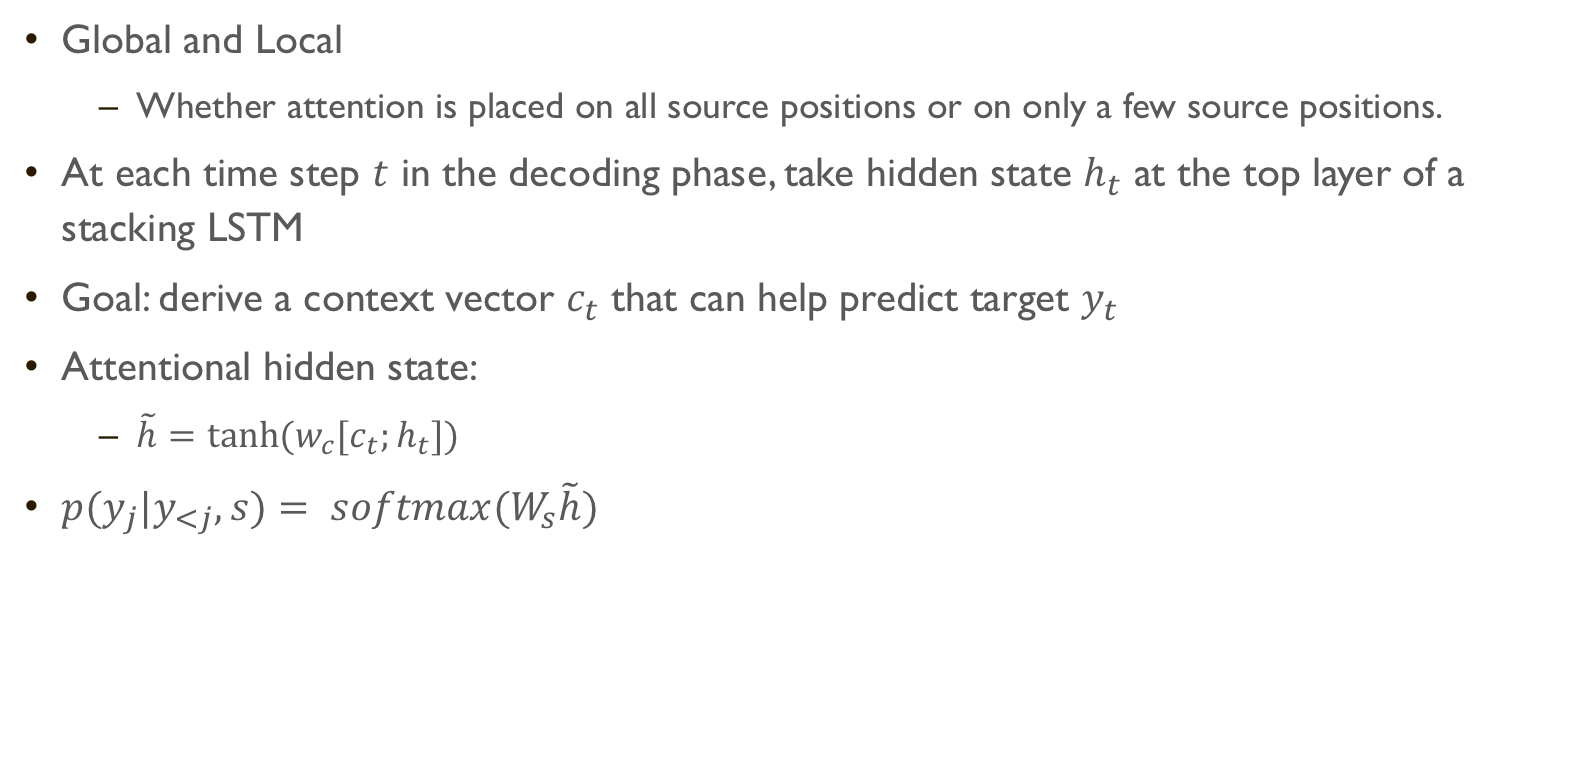 • Global and Local
– Whether attention is placed on all source positions or on only a few source positions.
• At each time step t in the decoding phase, take hidden state h_t at the top layer of a
stacking LSTM
• Goal: derive a context vector c_t that can help predict target y_t
• Attentional hidden state:
– h̃ = tanh(w_c[c_t; h_t])
• p(y_j|y_{<j}, s) = softmax(W_s h̃)